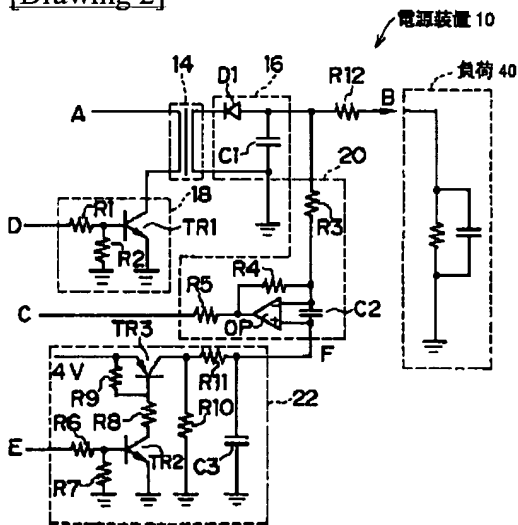 [Drawing 2]
電源装置 10
14
D1
16
R12
負荷 40
A
B
C1
20
18
R1
R3
D
TR1
R2
R4
R5
C
OP
C2
TR3
F
4V
R11
22
R9
R8
R10
R6
E
TR2
C3
R7